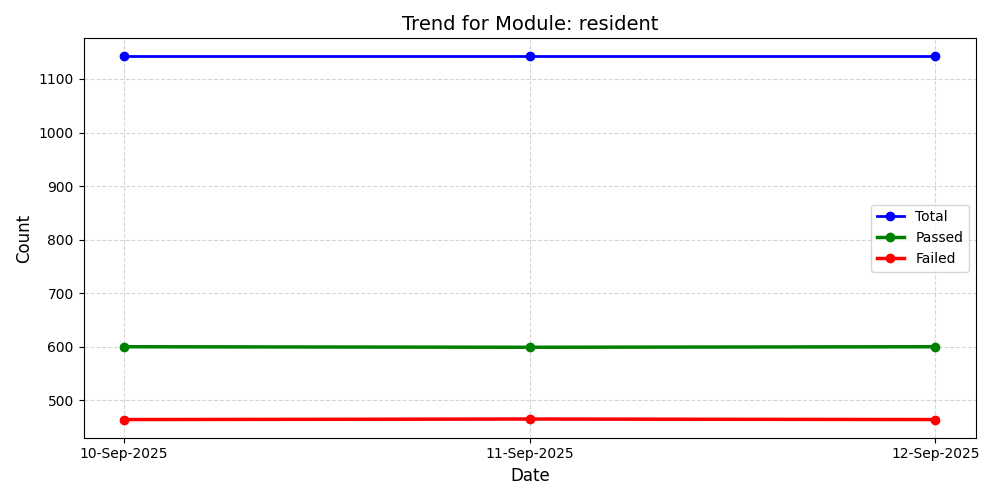 Trend for Module: resident
Count
1100
1000
900
800
700
600
500
Total
Passed
Failed
10-Sep-2025
11-Sep-2025
12-Sep-2025
Date